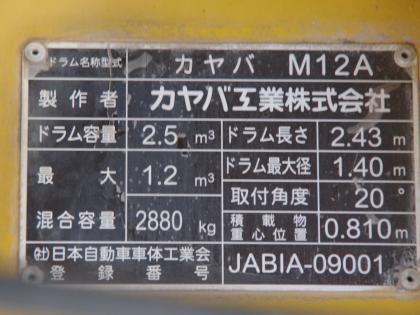 ドラム名称型式 カヤバ M12A
製作者 カヤバ工業株式会社
ドラム容量 2.5 m³ ドラム長さ 2.43 m
最大 1.2 m³ ドラム最大径 1.40 m
取付角度 20°
混合容量 2880 kg 積載物重心位置 0.810m
㈳日本自動車車体工業会
登録番号 JABIA-09001